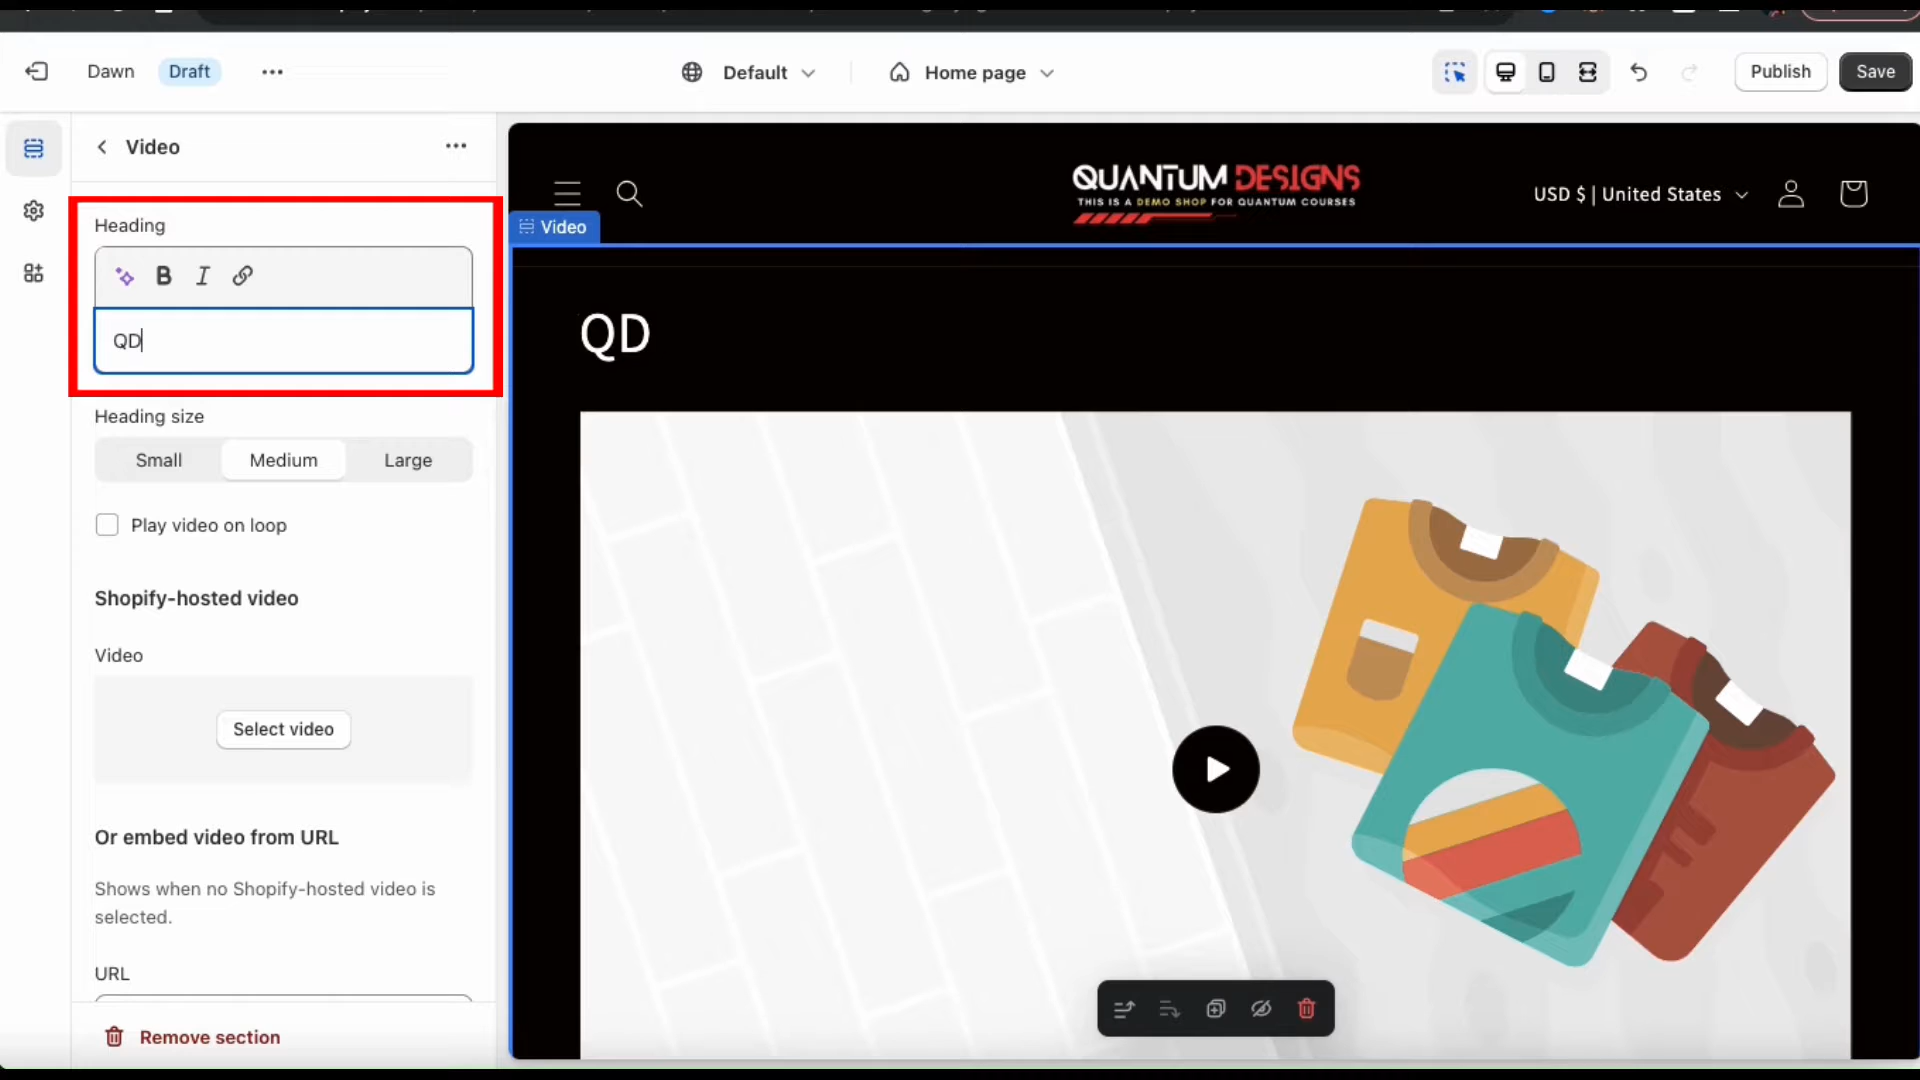 Dawn
Draft
Default
Home page
Publish
Save
Video
Heading
QD
Heading size
Small
Medium
Large
Play video on loop
Shopify-hosted video
Video
Select video
Or embed video from URL
Shows when no Shopify-hosted video is
selected.
URL
Remove section
QUANTUM DESIGNS
THIS IS A DEMO SHOP FOR QUANTUM COURSES
USD $ | United States
Video
QD